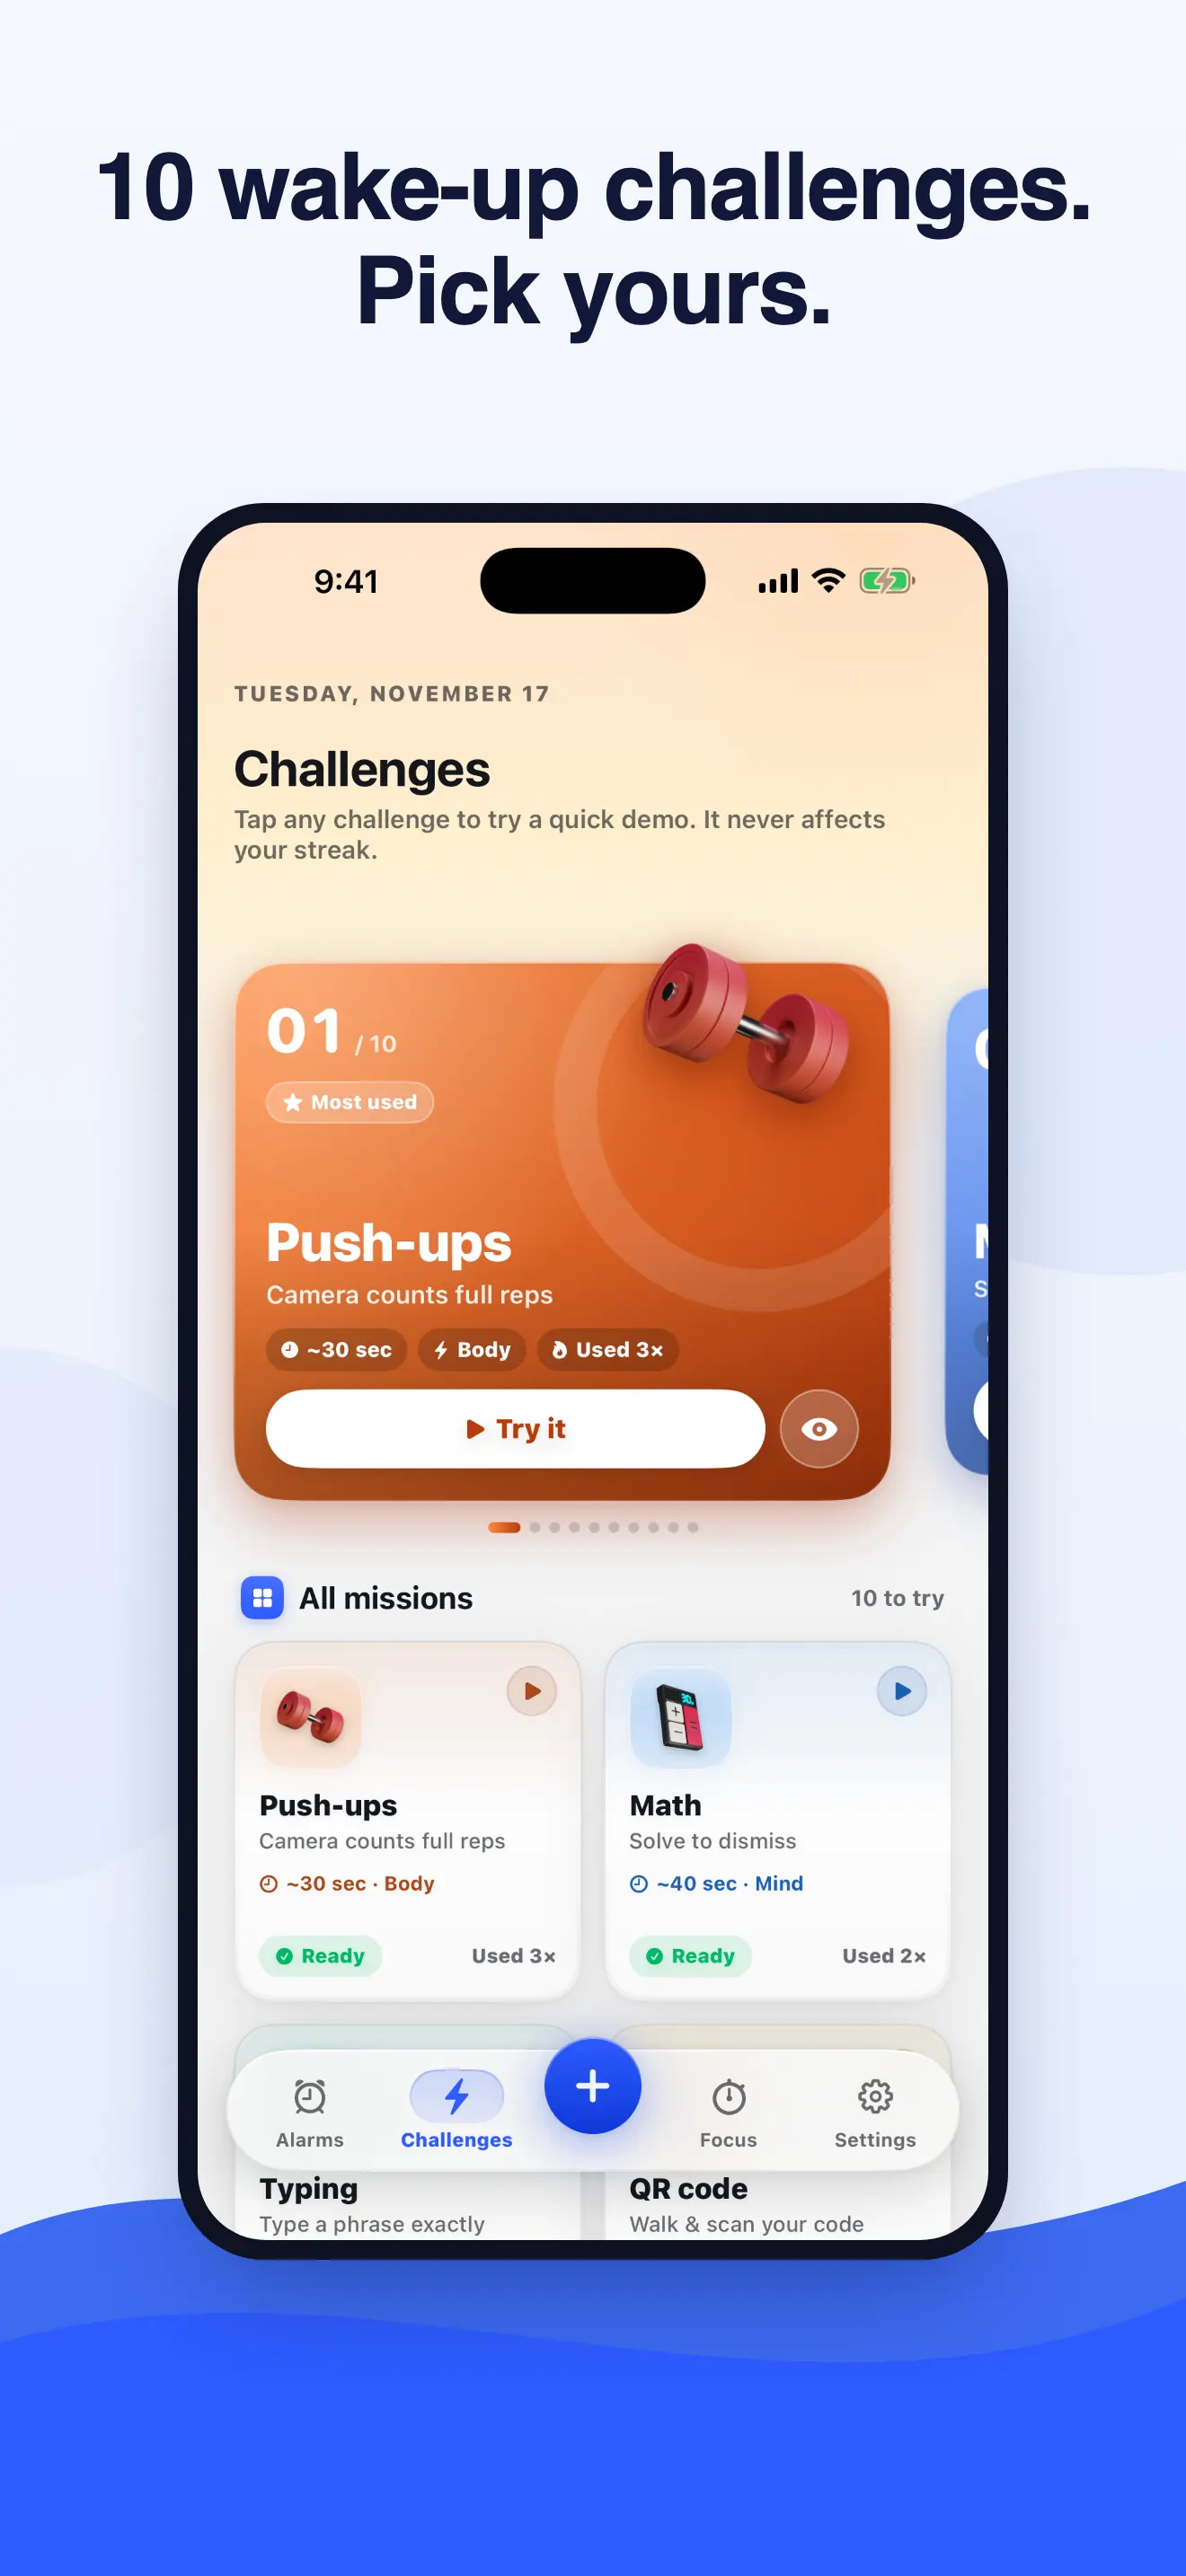 10 wake-up challenges.
Pick yours.
9:41
TUESDAY, NOVEMBER 17
Challenges
Tap any challenge to try a quick demo. It never affects
your streak.
01 / 10
Most used
Push-ups
Camera counts full reps
~30 sec
Body
Used 3×
Try it
All missions
10 to try
Push-ups
Camera counts full reps
~30 sec · Body
Ready
Used 3×
Math
Solve to dismiss
~40 sec · Mind
Ready
Used 2×
Alarms
Challenges
Focus
Settings
Typing
Type a phrase exactly
QR code
Walk & scan your code